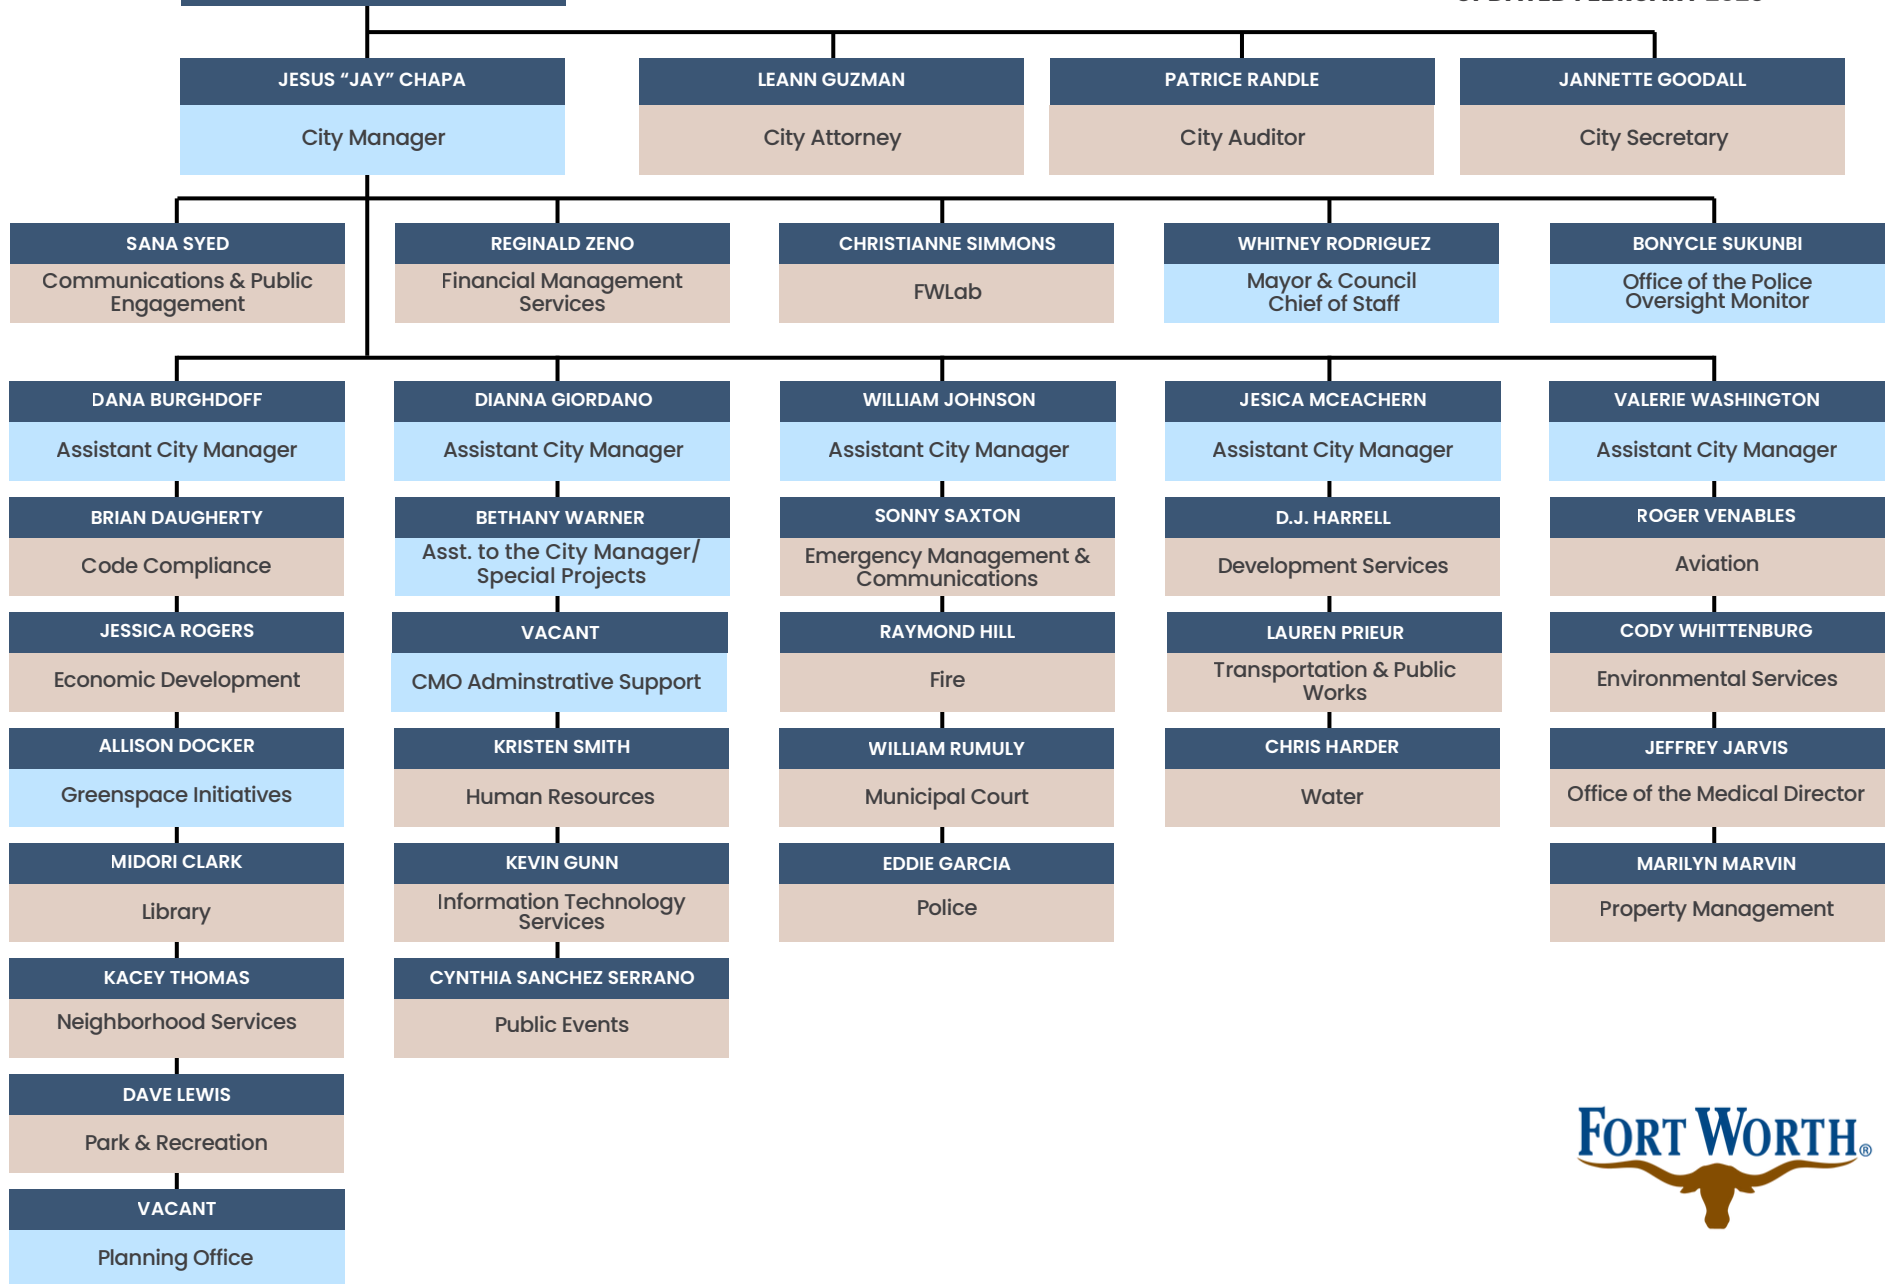 JESUS “JAY” CHAPA
City Manager
LEANN GUZMAN
City Attorney
PATRICE RANDLE
City Auditor
JANNETTE GOODALL
City Secretary
SANA SYED
Communications & Public
Engagement
REGINALD ZENO
Financial Management
Services
CHRISTIANNE SIMMONS
FWLab
WHITNEY RODRIGUEZ
Mayor & Council
Chief of Staff
BONYCLE SUKUNBI
Office of the Police
Oversight Monitor
DANA BURGHDOFF
Assistant City Manager
BRIAN DAUGHERTY
Code Compliance
JESSICA ROGERS
Economic Development
ALLISON DOCKER
Greenspace Initiatives
MIDORI CLARK
Library
KACEY THOMAS
Neighborhood Services
DAVE LEWIS
Park & Recreation
VACANT
Planning Office
DIANNA GIORDANO
Assistant City Manager
BETHANY WARNER
Asst. to the City Manager/
Special Projects
VACANT
CMO Adminstrative Support
KRISTEN SMITH
Human Resources
KEVIN GUNN
Information Technology
Services
CYNTHIA SANCHEZ SERRANO
Public Events
WILLIAM JOHNSON
Assistant City Manager
SONNY SAXTON
Emergency Management &
Communications
RAYMOND HILL
Fire
WILLIAM RUMULY
Municipal Court
EDDIE GARCIA
Police
JESICA MCEACHERN
Assistant City Manager
D.J. HARRELL
Development Services
LAUREN PRIEUR
Transportation & Public
Works
CHRIS HARDER
Water
VALERIE WASHINGTON
Assistant City Manager
ROGER VENABLES
Aviation
CODY WHITTENBURG
Environmental Services
JEFFREY JARVIS
Office of the Medical Director
MARILYN MARVIN
Property Management
FORT WORTH®